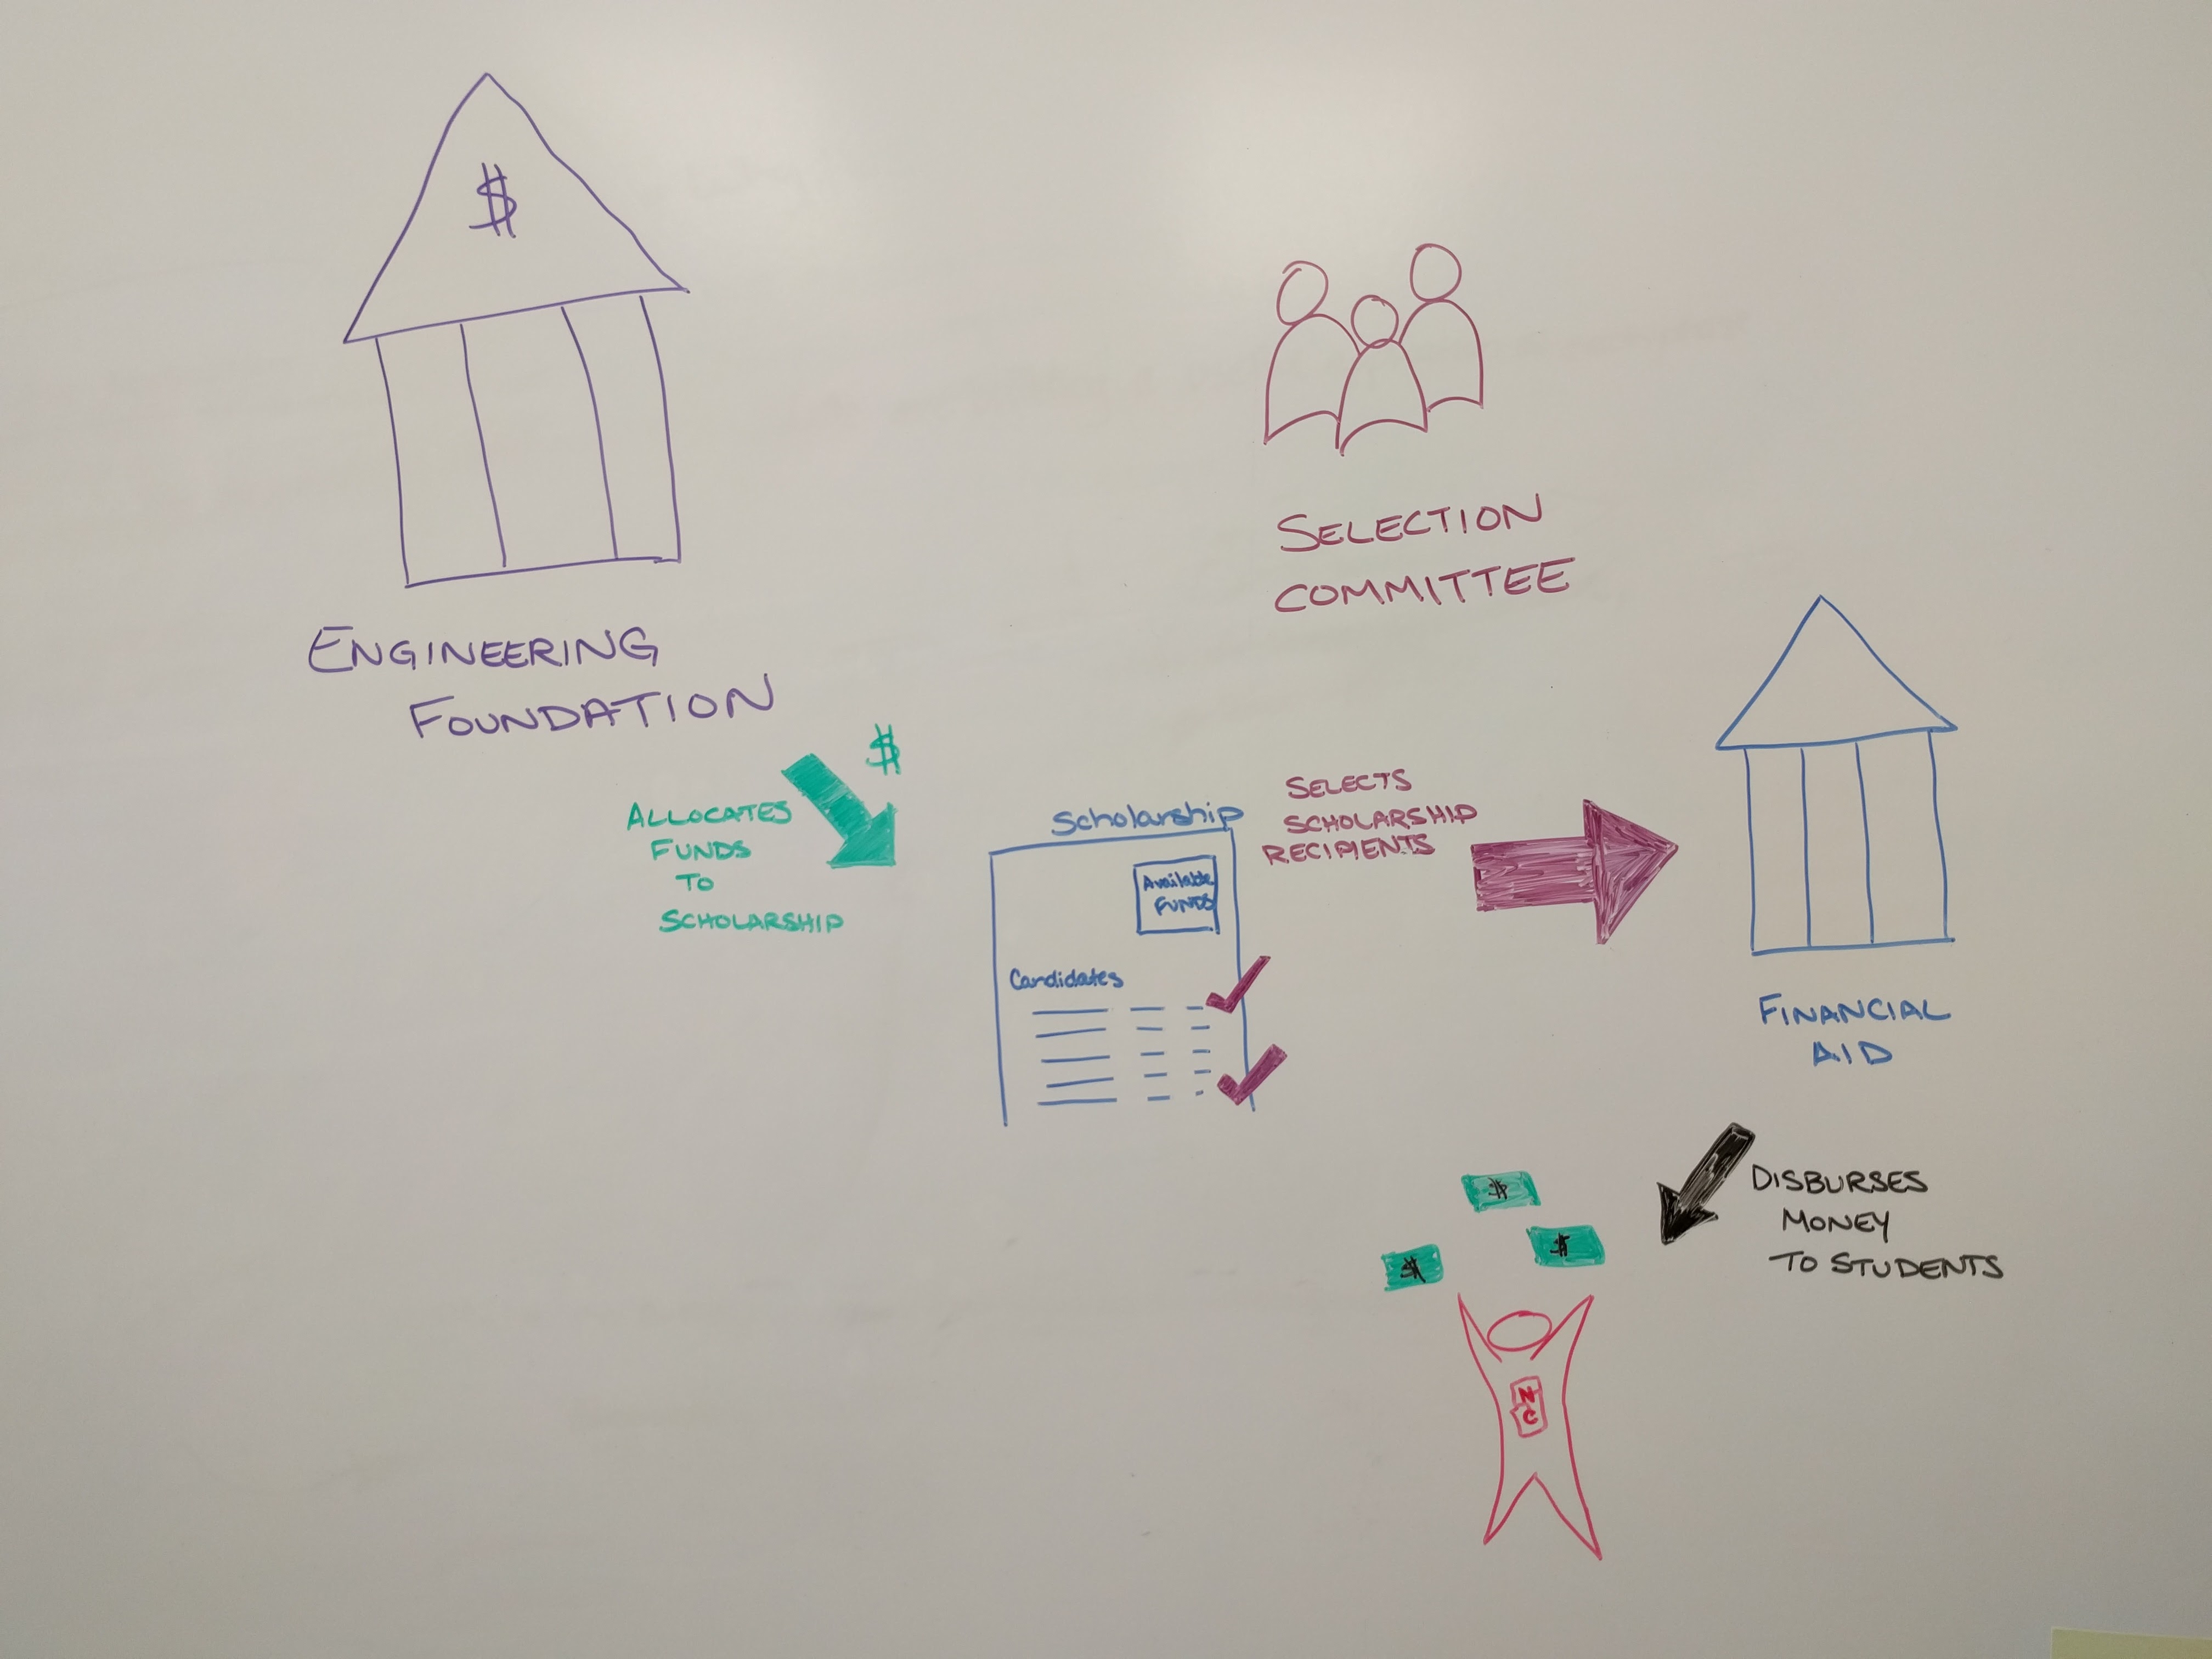 $
ENGINEERING
FOUNDATION
$
ALLOCATES
FUNDS
TO
SCHOLARSHIP
SELECTION
COMMITTEE
Scholarship
Available
FUNDS
Candidates
SELECTS
SCHOLARSHIP
RECIPIENTS
FINANCIAL
AID
DISBURSES
MONEY
TO STUDENTS
$
$
$
N
C